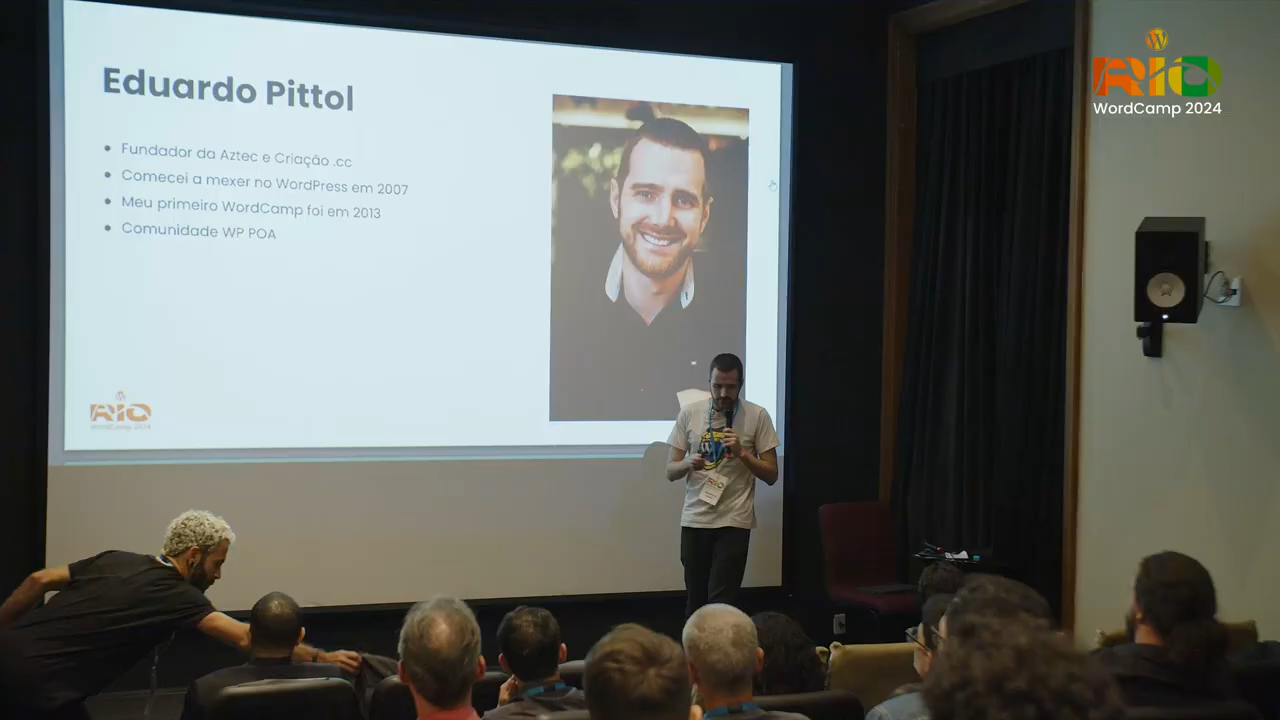 Eduardo Pittol
Fundador da Aztec e Criação .cc
Comecei a mexer no WordPress em 2007
Meu primeiro WordCamp foi em 2013
Comunidade WP POA
RIO
WordCamp 2024
RIO
WordCamp 2024
RIO